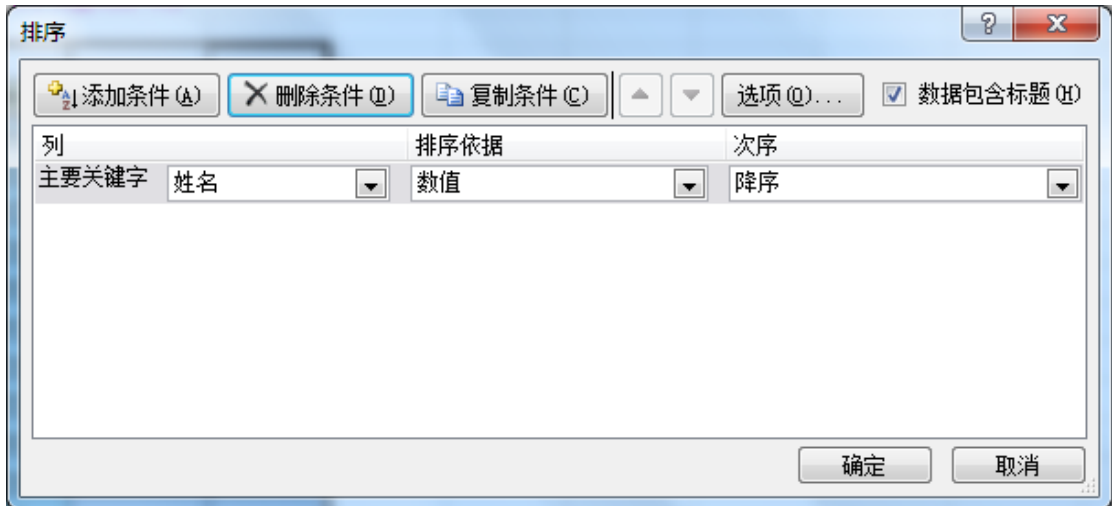 排序
添加条件(A) 删除条件(D) 复制条件(C) 选项(O)... 数据包含标题(H)
列 排序依据 次序
主要关键字 姓名 数值 降序
确定 取消